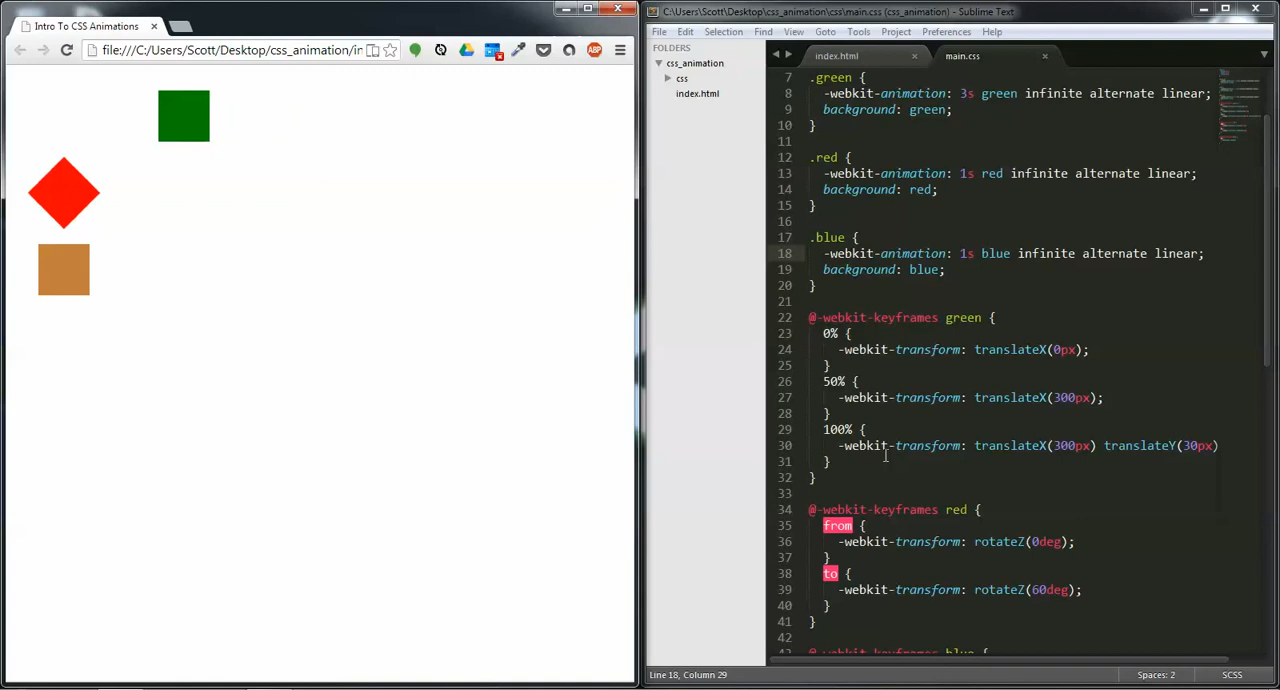 Intro To CSS Animations
file:///C:/Users/Scott/Desktop/css_animation/in
ABP
C:\Users\Scott\Desktop\css_animation\css\main.css (css_animation) - Sublime Text
File Edit Selection Find View Goto Tools Project Preferences Help
FOLDERS
css_animation
css
index.html
index.html main.css
7 .green {
8 -webkit-animation: 3s green infinite alternate linear;
9 background: green;
10 }
11
12 .red {
13 -webkit-animation: 1s red infinite alternate linear;
14 background: red;
15 }
16
17 .blue {
18 -webkit-animation: 1s blue infinite alternate linear;
19 background: blue;
20 }
21
22 @-webkit-keyframes green {
23 0% {
24 -webkit-transform: translateX(0px);
25 }
26 50% {
27 -webkit-transform: translateX(300px);
28 }
29 100% {
30 -webkit-transform: translateX(300px) translateY(30px)
31 }
32 }
33
34 @-webkit-keyframes red {
35 from {
36 -webkit-transform: rotateZ(0deg);
37 }
38 to {
39 -webkit-transform: rotateZ(60deg);
40 }
41 }
42
43 @-webkit-keyframes blue {
Line 18, Column 29 Spaces: 2 SCSS